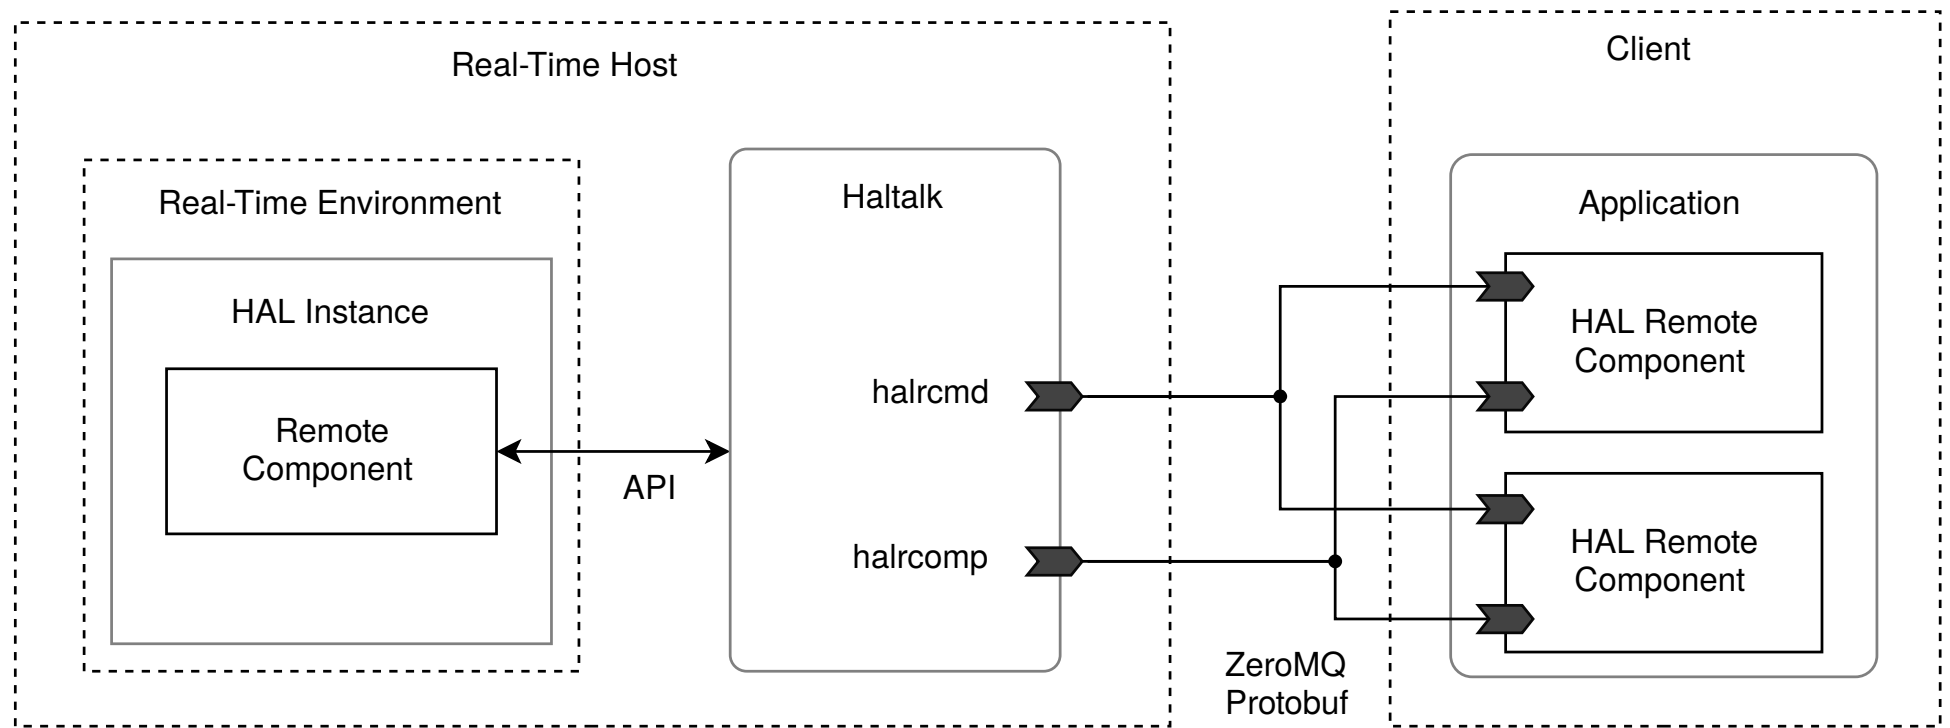 Real-Time Host
Real-Time Environment
HAL Instance
Remote
Component
API
Haltalk
halrcmd
halrcomp
ZeroMQ
Protobuf
Client
Application
HAL Remote
Component
HAL Remote
Component